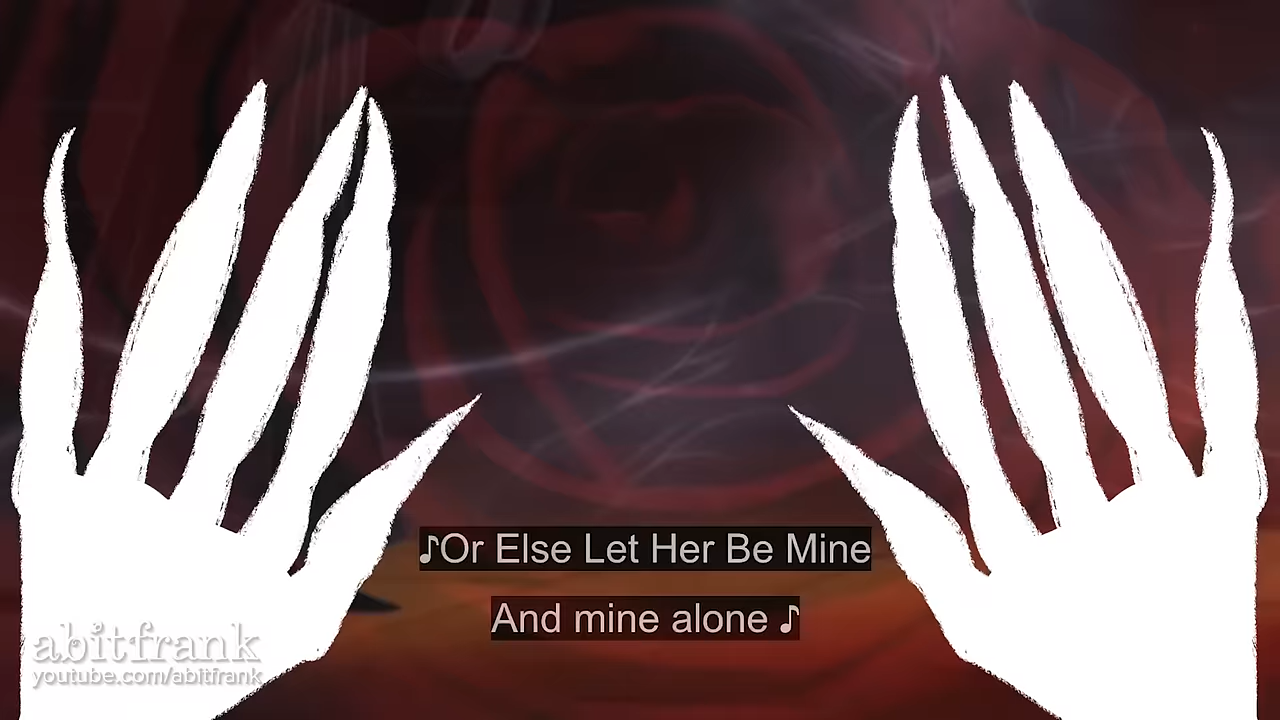 ♪Or Else Let Her Be Mine
And mine alone ♪
abitfrank
youtube.com/abitfrank